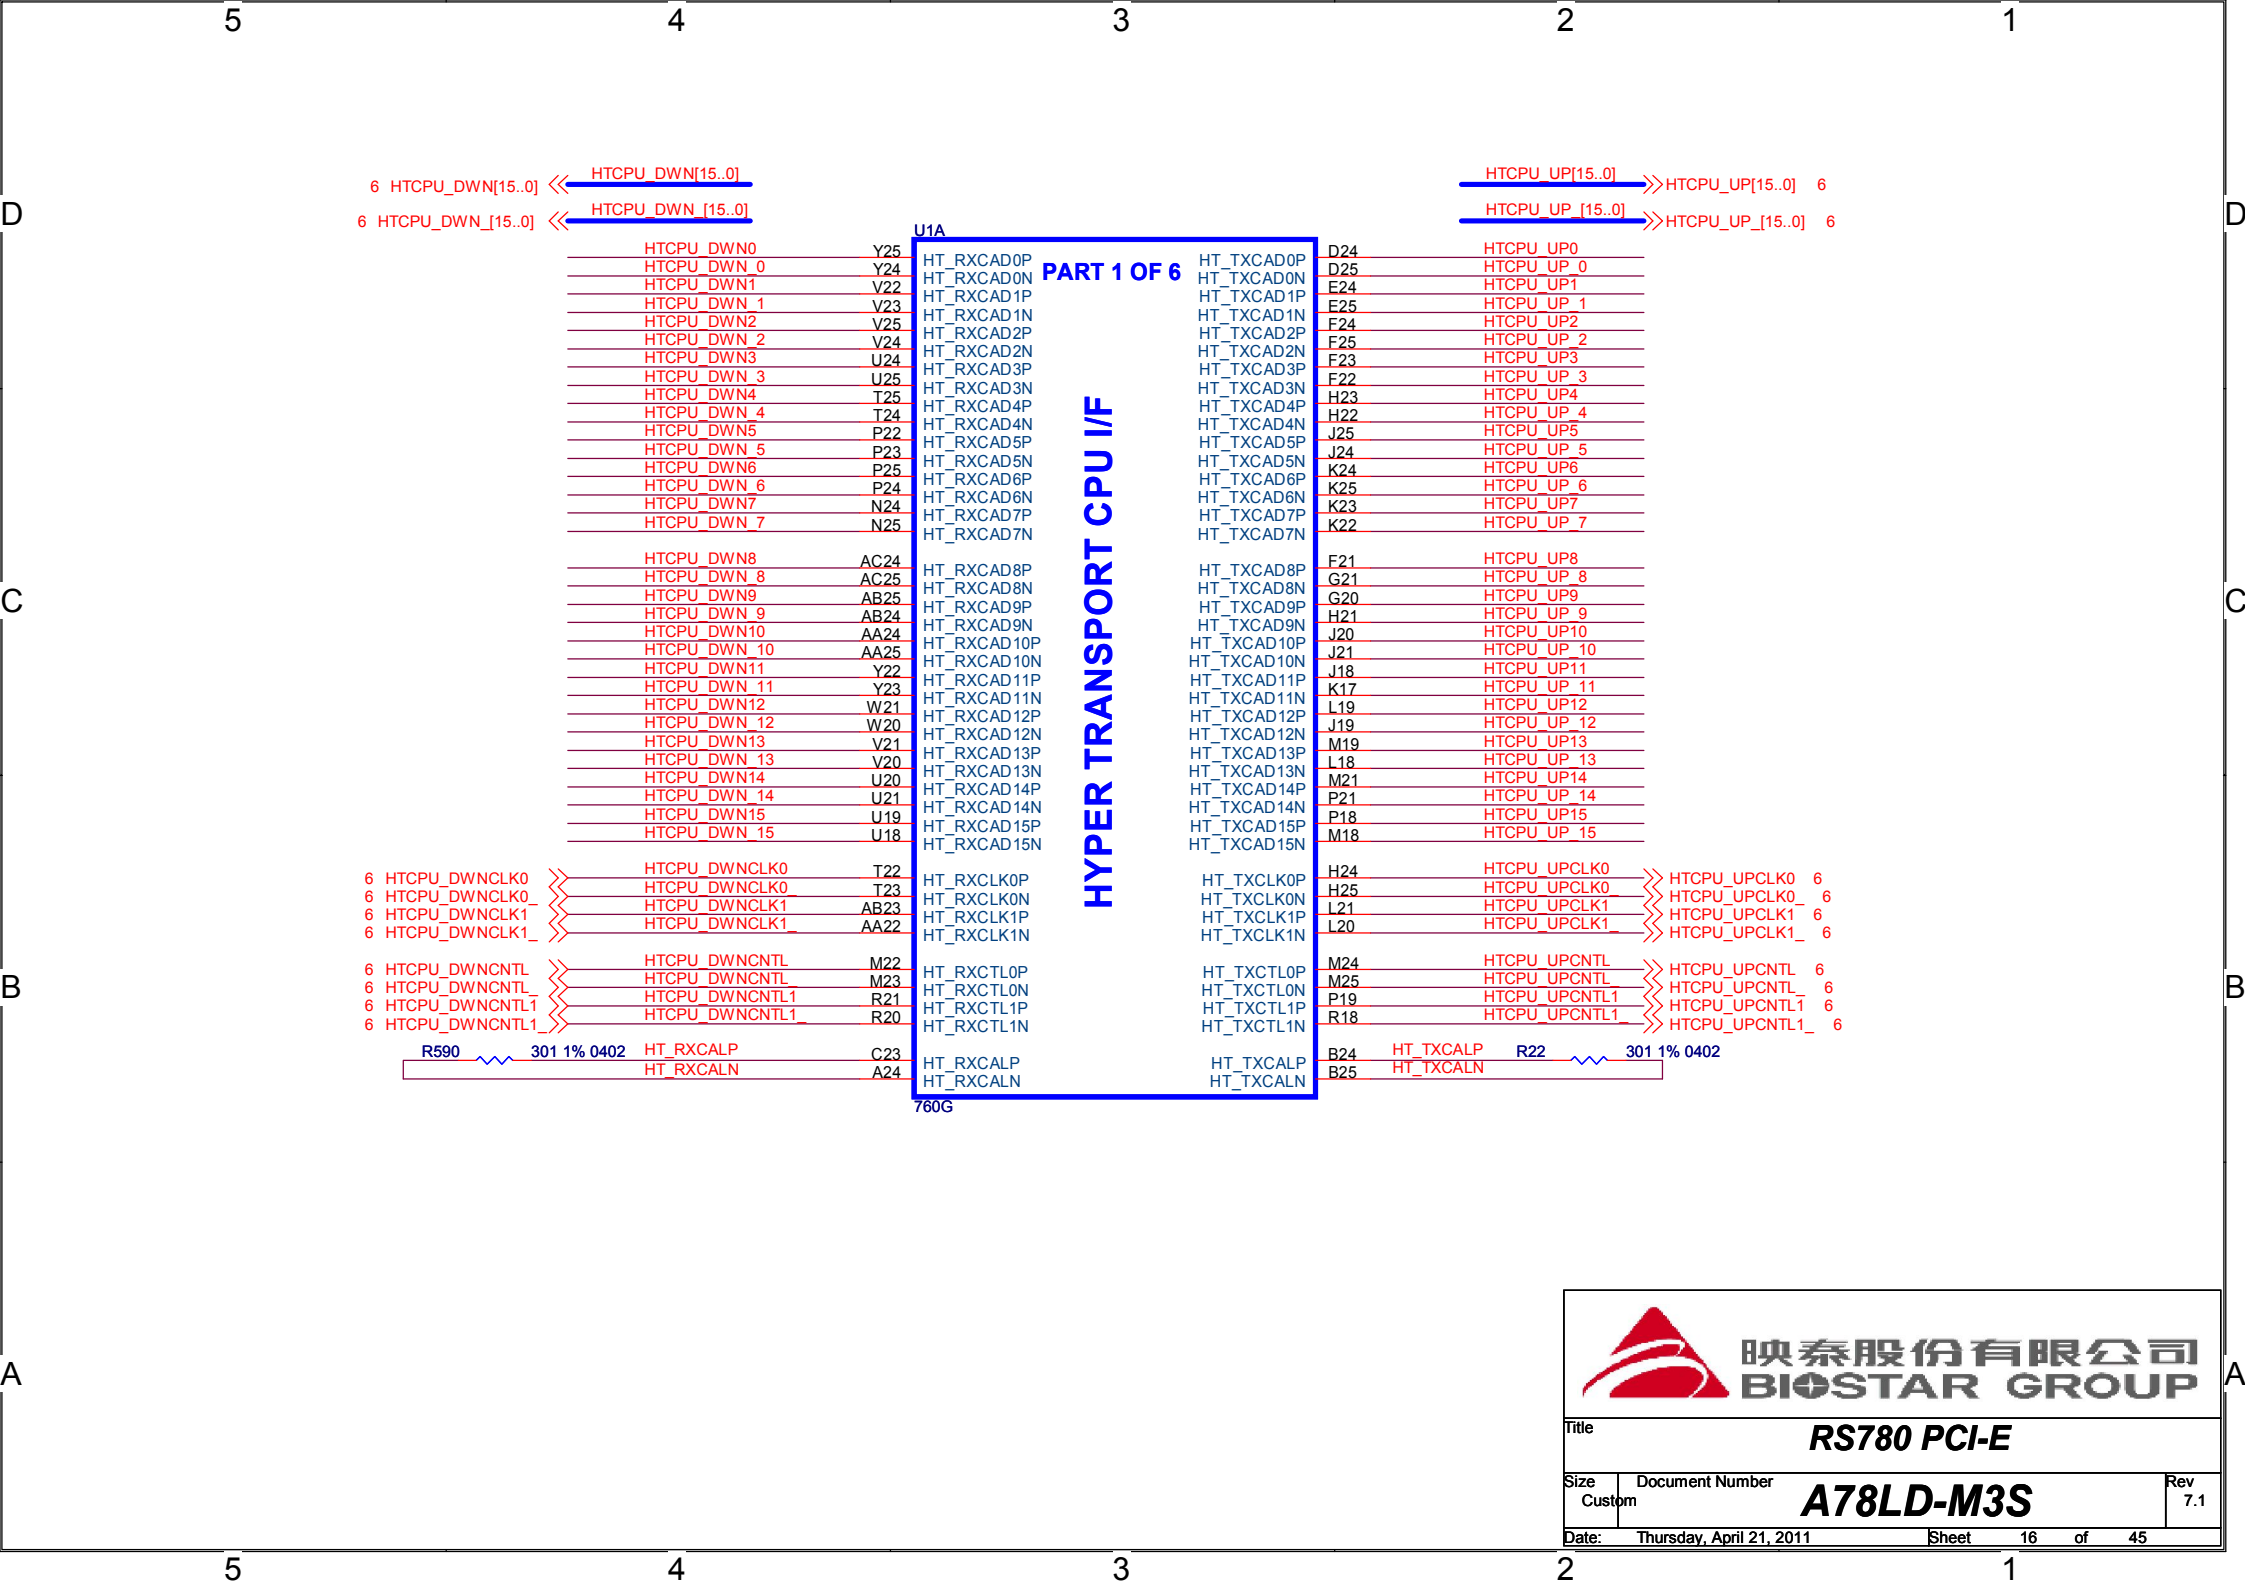 5 4 3 2 1
HTCPU_DWN[15..0] HTCPU_UP[15..0]
6 HTCPU_DWN[15..0] HTCPU_UP[15..0] 6
D HTCPU_DWN_[15..0] HTCPU_UP_[15..0] D
6 HTCPU_DWN_[15..0] HTCPU_UP_[15..0] 6
U1A
PART 1 OF 6
HYPER TRANSPORT CPU I/F
HTCPU_DWN0 Y25 HT_RXCAD0P HT_TXCAD0P D24 HTCPU_UP0
HTCPU_DWN_0 Y24 HT_RXCAD0N HT_TXCAD0N D25 HTCPU_UP_0
HTCPU_DWN1 V22 HT_RXCAD1P HT_TXCAD1P E24 HTCPU_UP1
HTCPU_DWN_1 V23 HT_RXCAD1N HT_TXCAD1N E25 HTCPU_UP_1
HTCPU_DWN2 V25 HT_RXCAD2P HT_TXCAD2P F24 HTCPU_UP2
HTCPU_DWN_2 V24 HT_RXCAD2N HT_TXCAD2N F25 HTCPU_UP_2
HTCPU_DWN3 U24 HT_RXCAD3P HT_TXCAD3P F23 HTCPU_UP3
HTCPU_DWN_3 U25 HT_RXCAD3N HT_TXCAD3N F22 HTCPU_UP_3
HTCPU_DWN4 T25 HT_RXCAD4P HT_TXCAD4P H23 HTCPU_UP4
HTCPU_DWN_4 T24 HT_RXCAD4N HT_TXCAD4N H22 HTCPU_UP_4
HTCPU_DWN5 P22 HT_RXCAD5P HT_TXCAD5P J25 HTCPU_UP5
HTCPU_DWN_5 P23 HT_RXCAD5N HT_TXCAD5N J24 HTCPU_UP_5
HTCPU_DWN6 P25 HT_RXCAD6P HT_TXCAD6P K24 HTCPU_UP6
HTCPU_DWN_6 P24 HT_RXCAD6N HT_TXCAD6N K25 HTCPU_UP_6
HTCPU_DWN7 N24 HT_RXCAD7P HT_TXCAD7P K23 HTCPU_UP7
HTCPU_DWN_7 N25 HT_RXCAD7N HT_TXCAD7N K22 HTCPU_UP_7
HTCPU_DWN8 AC24 HT_RXCAD8P HT_TXCAD8P F21 HTCPU_UP8
HTCPU_DWN_8 AC25 HT_RXCAD8N HT_TXCAD8N G21 HTCPU_UP_8
C HTCPU_DWN9 AB25 HT_RXCAD9P HT_TXCAD9P G20 HTCPU_UP9 C
HTCPU_DWN_9 AB24 HT_RXCAD9N HT_TXCAD9N H21 HTCPU_UP_9
HTCPU_DWN10 AA24 HT_RXCAD10P HT_TXCAD10P J20 HTCPU_UP10
HTCPU_DWN_10 AA25 HT_RXCAD10N HT_TXCAD10N J21 HTCPU_UP_10
HTCPU_DWN11 Y22 HT_RXCAD11P HT_TXCAD11P J18 HTCPU_UP11
HTCPU_DWN_11 Y23 HT_RXCAD11N HT_TXCAD11N K17 HTCPU_UP_11
HTCPU_DWN12 W21 HT_RXCAD12P HT_TXCAD12P L19 HTCPU_UP12
HTCPU_DWN_12 W20 HT_RXCAD12N HT_TXCAD12N J19 HTCPU_UP_12
HTCPU_DWN13 V21 HT_RXCAD13P HT_TXCAD13P M19 HTCPU_UP13
HTCPU_DWN_13 V20 HT_RXCAD13N HT_TXCAD13N L18 HTCPU_UP_13
HTCPU_DWN14 U20 HT_RXCAD14P HT_TXCAD14P M21 HTCPU_UP14
HTCPU_DWN_14 U21 HT_RXCAD14N HT_TXCAD14N P21 HTCPU_UP_14
HTCPU_DWN15 U19 HT_RXCAD15P HT_TXCAD15P P18 HTCPU_UP15
HTCPU_DWN_15 U18 HT_RXCAD15N HT_TXCAD15N M18 HTCPU_UP_15
6 HTCPU_DWNCLK0 HTCPU_DWNCLK0 T22 HT_RXCLK0P HT_TXCLK0P H24 HTCPU_UPCLK0 HTCPU_UPCLK0 6
6 HTCPU_DWNCLK0_ HTCPU_DWNCLK0_ T23 HT_RXCLK0N HT_TXCLK0N H25 HTCPU_UPCLK0_ HTCPU_UPCLK0_ 6
6 HTCPU_DWNCLK1 HTCPU_DWNCLK1 AB23 HT_RXCLK1P HT_TXCLK1P L21 HTCPU_UPCLK1 HTCPU_UPCLK1 6
6 HTCPU_DWNCLK1_ HTCPU_DWNCLK1_ AA22 HT_RXCLK1N HT_TXCLK1N L20 HTCPU_UPCLK1_ HTCPU_UPCLK1_ 6
6 HTCPU_DWNCNTL HTCPU_DWNCNTL M22 HT_RXCTL0P HT_TXCTL0P M24 HTCPU_UPCNTL HTCPU_UPCNTL 6
B 6 HTCPU_DWNCNTL_ HTCPU_DWNCNTL_ M23 HT_RXCTL0N HT_TXCTL0N M25 HTCPU_UPCNTL_ HTCPU_UPCNTL_ 6 B
6 HTCPU_DWNCNTL1 HTCPU_DWNCNTL1 R21 HT_RXCTL1P HT_TXCTL1P P19 HTCPU_UPCNTL1 HTCPU_UPCNTL1 6
6 HTCPU_DWNCNTL1_ HTCPU_DWNCNTL1_ R20 HT_RXCTL1N HT_TXCTL1N R18 HTCPU_UPCNTL1_ HTCPU_UPCNTL1_ 6
R590 301 1% 0402 HT_RXCALP C23 HT_RXCALP HT_TXCALP B24 HT_TXCALP R22 301 1% 0402
HT_RXCALN A24 HT_RXCALN HT_TXCALN B25 HT_TXCALN
760G
映泰股份有限公司
A BIOSTAR GROUP A
Title
RS780 PCI-E
Size Document Number Rev
Custom A78LD-M3S 7.1
Date: Thursday, April 21, 2011 Sheet 16 of 45
5 4 3 2 1